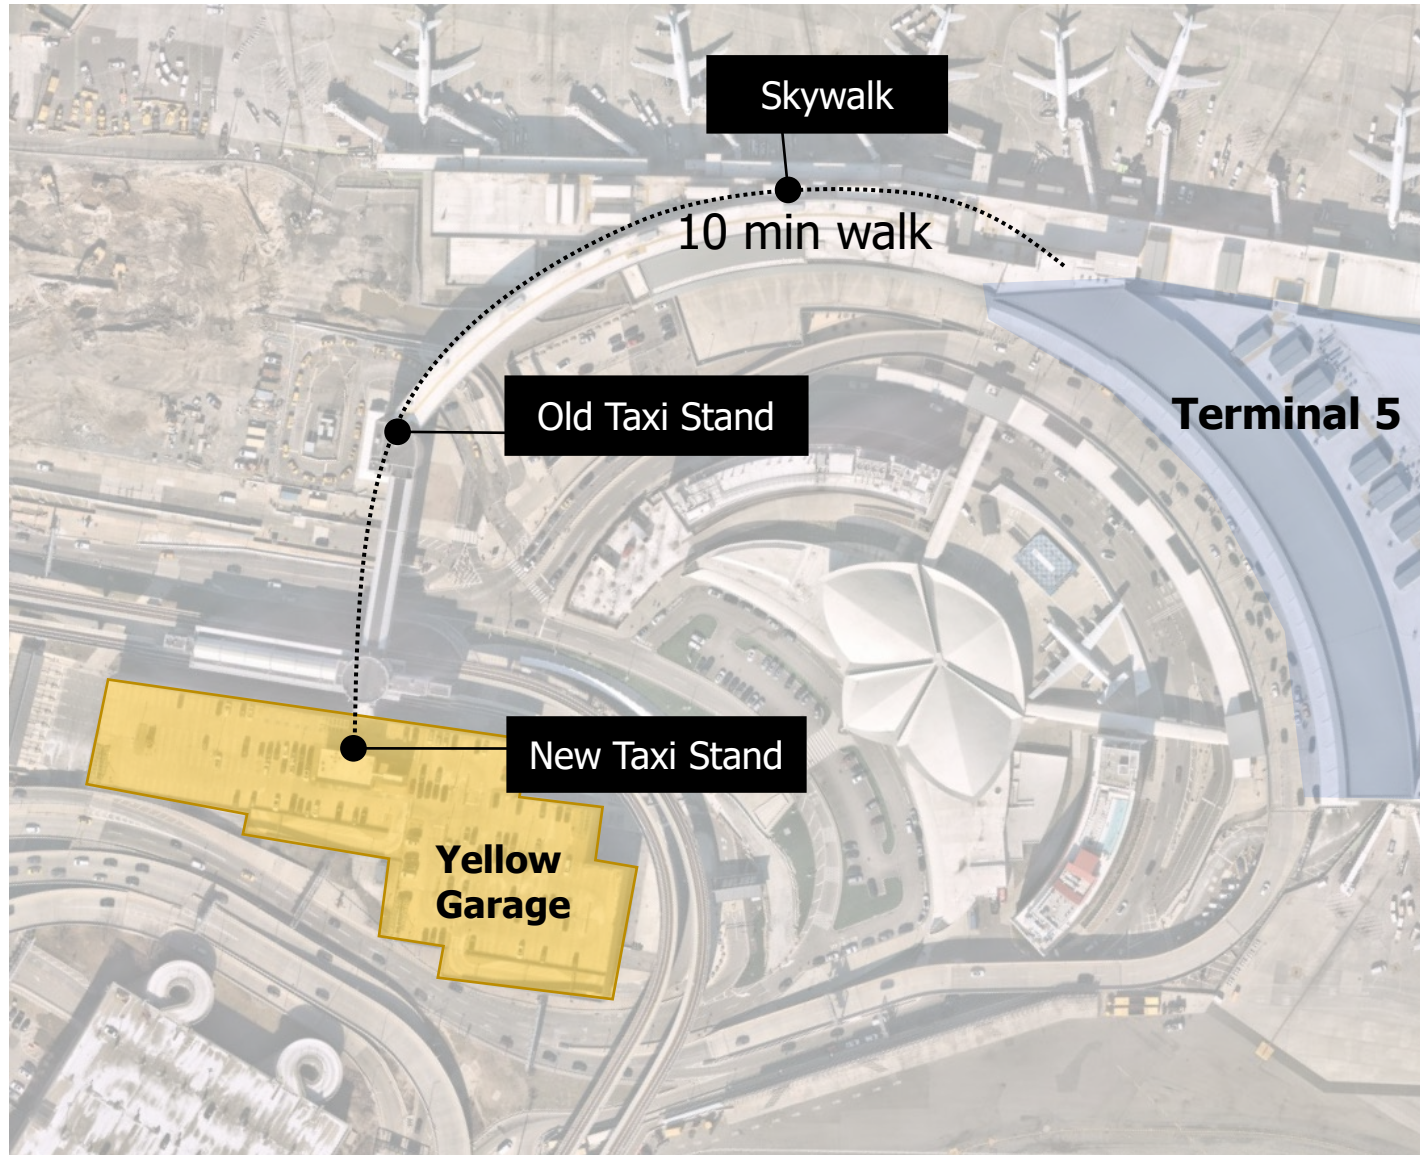 Skywalk
10 min walk
Old Taxi Stand
Terminal 5
New Taxi Stand
Yellow
Garage